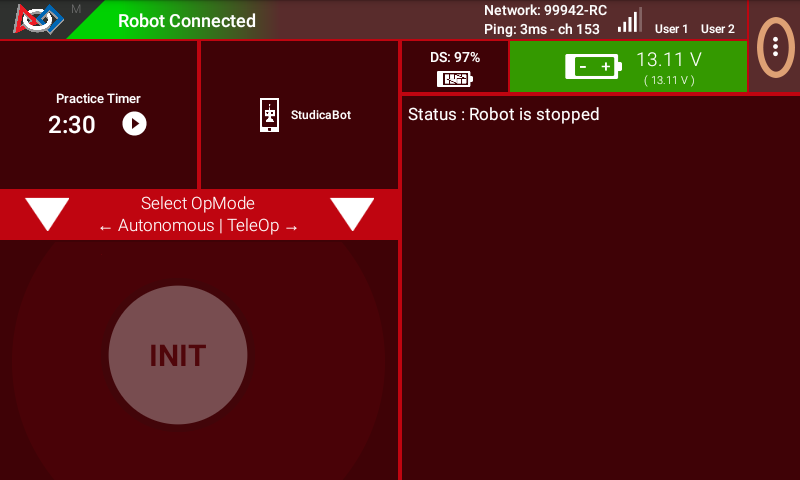 M
Robot Connected
Network: 99942-RC
Ping: 3ms - ch 153
User 1 User 2
Practice Timer
2:30
StudicaBot
DS: 97%
13.11 V
( 13.11 V )
Select OpMode
← Autonomous | TeleOp →
INIT
Status : Robot is stopped